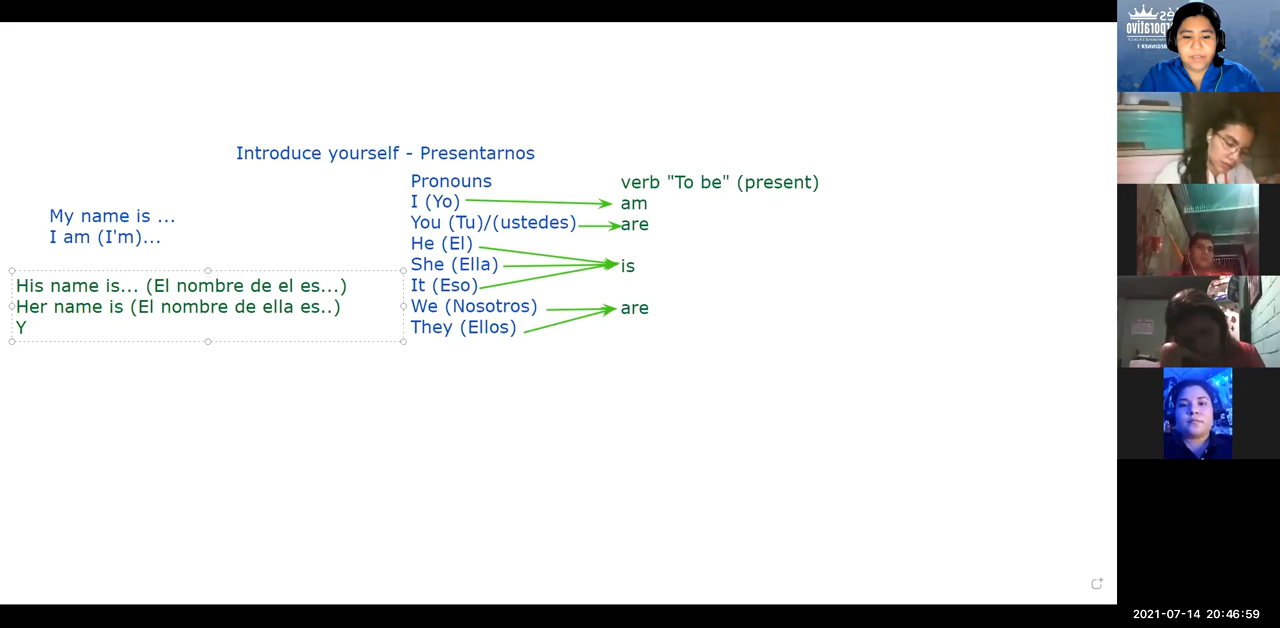 Introduce yourself - Presentarnos
My name is ...
I am (I'm)...
His name is... (El nombre de el es...)
Her name is (El nombre de ella es..)
Y
Pronouns
I (Yo)
You (Tu)/(ustedes)
He (El)
She (Ella)
It (Eso)
We (Nosotros)
They (Ellos)
verb "To be" (present)
am
are
is
are
2021-07-14 20:46:59